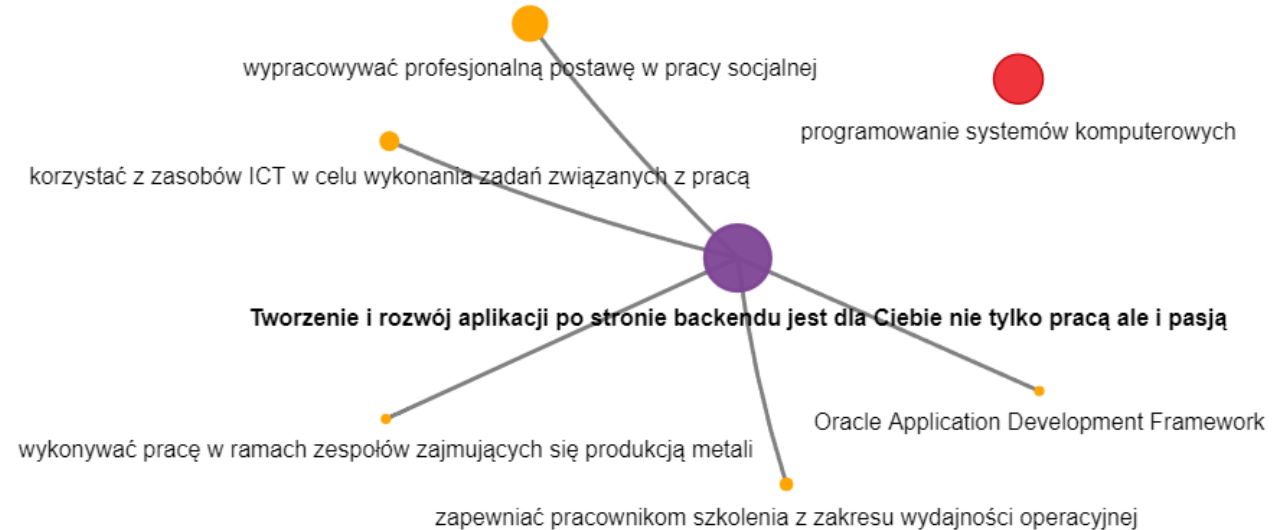 wypracowywać profesjonalną postawę w pracy socjalnej
programowanie systemów komputerowych
korzystać z zasobów ICT w celu wykonania zadań związanych z pracą
Tworzenie i rozwój aplikacji po stronie backendu jest dla Ciebie nie tylko pracą ale i pasją
Oracle Application Development Framework
wykonywać pracę w ramach zespołów zajmujących się produkcją metali
zapewniać pracownikom szkolenia z zakresu wydajności operacyjnej